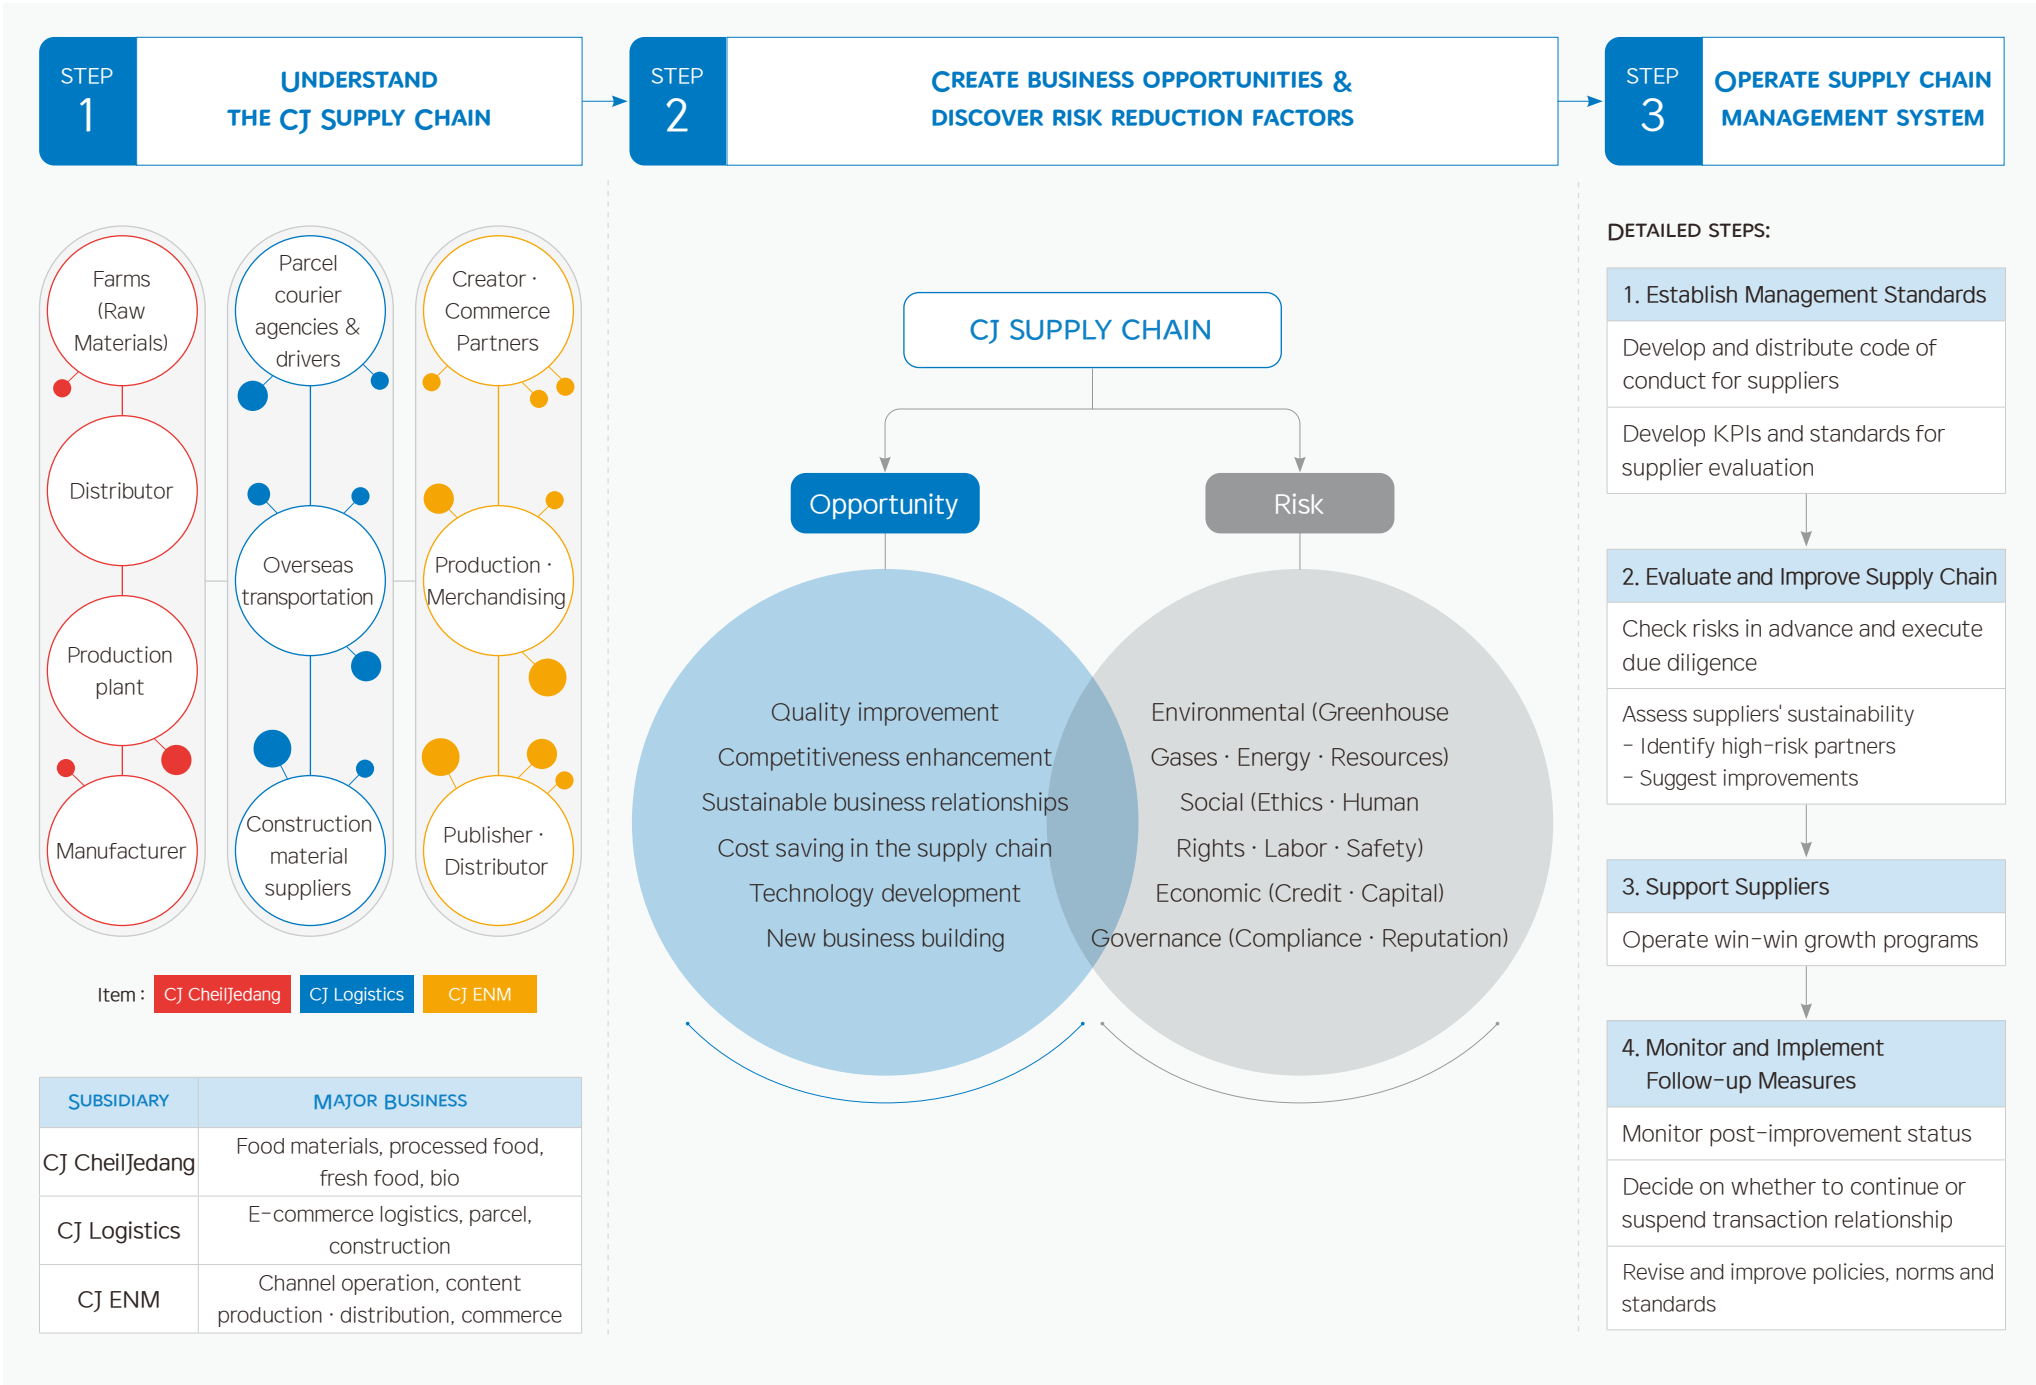 STEP
1
UNDERSTAND
THE CJ SUPPLY CHAIN
STEP
2
CREATE BUSINESS OPPORTUNITIES &
DISCOVER RISK REDUCTION FACTORS
STEP
3
OPERATE SUPPLY CHAIN
MANAGEMENT SYSTEM
Farms
(Raw
Materials)
Distributor
Production
plant
Manufacturer
Parcel
courier
agencies &
drivers
Overseas
transportation
Construction
material
suppliers
Creator ·
Commerce
Partners
Production ·
Merchandising
Publisher ·
Distributor
Item :
CJ CheilJedang
CJ Logistics
CJ ENM
SUBSIDIARY
MAJOR BUSINESS
CJ CheilJedang
Food materials, processed food,
fresh food, bio
CJ Logistics
E-commerce logistics, parcel,
construction
CJ ENM
Channel operation, content
production · distribution, commerce
CJ SUPPLY CHAIN
Opportunity
Quality improvement
Competitiveness enhancement
Sustainable business relationships
Cost saving in the supply chain
Technology development
New business building
Risk
Environmental (Greenhouse
Gases · Energy · Resources)
Social (Ethics · Human
Rights · Labor · Safety)
Economic (Credit · Capital)
Governance (Compliance · Reputation)
DETAILED STEPS:
1. Establish Management Standards
Develop and distribute code of
conduct for suppliers
Develop KPIs and standards for
supplier evaluation
2. Evaluate and Improve Supply Chain
Check risks in advance and execute
due diligence
Assess suppliers' sustainability
- Identify high-risk partners
- Suggest improvements
3. Support Suppliers
Operate win-win growth programs
4. Monitor and Implement
Follow-up Measures
Monitor post-improvement status
Decide on whether to continue or
suspend transaction relationship
Revise and improve policies, norms and
standards